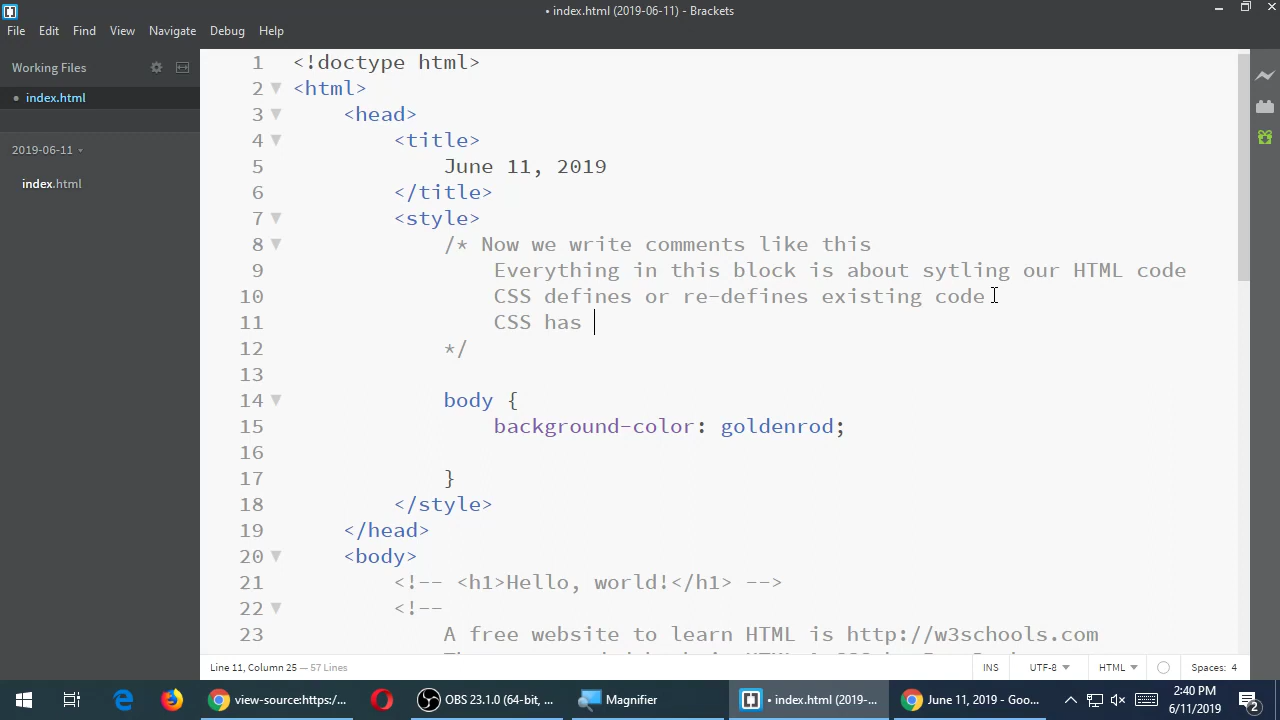 • index.html (2019-06-11) - Brackets
File Edit Find View Navigate Debug Help
Working Files
• index.html
2019-06-11
index.html
1 <!doctype html>
2 <html>
3 <head>
4 <title>
5 June 11, 2019
6 </title>
7 <style>
8 /* Now we write comments like this
9 Everything in this block is about sytling our HTML code
10 CSS defines or re-defines existing code
11 CSS has
12 */
13
14 body {
15 background-color: goldenrod;
16
17 }
18 </style>
19 </head>
20 <body>
21 <!-- <h1>Hello, world!</h1> -->
22 <!--
23 A free website to learn HTML is http://w3schools.com
Line 11, Column 25 — 57 Lines INS UTF-8 HTML Spaces: 4
view-source:https:/... OBS 23.1.0 (64-bit, ... Magnifier • index.html (2019-... June 11, 2019 - Goo... 2:40 PM
6/11/2019 2